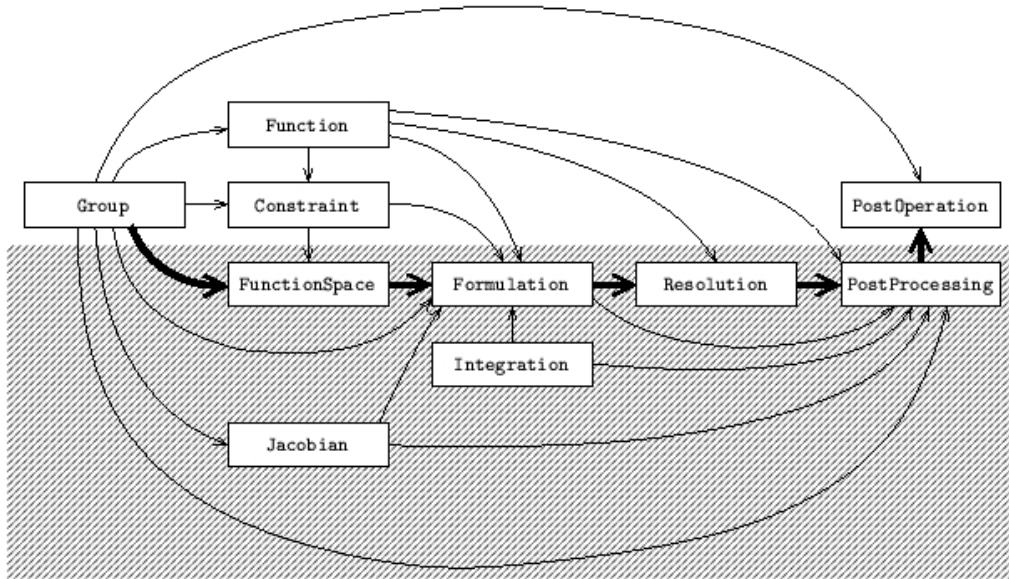 Function
Group
Constraint
PostOperation
FunctionSpace
Formulation
Resolution
PostProcessing
Integration
Jacobian